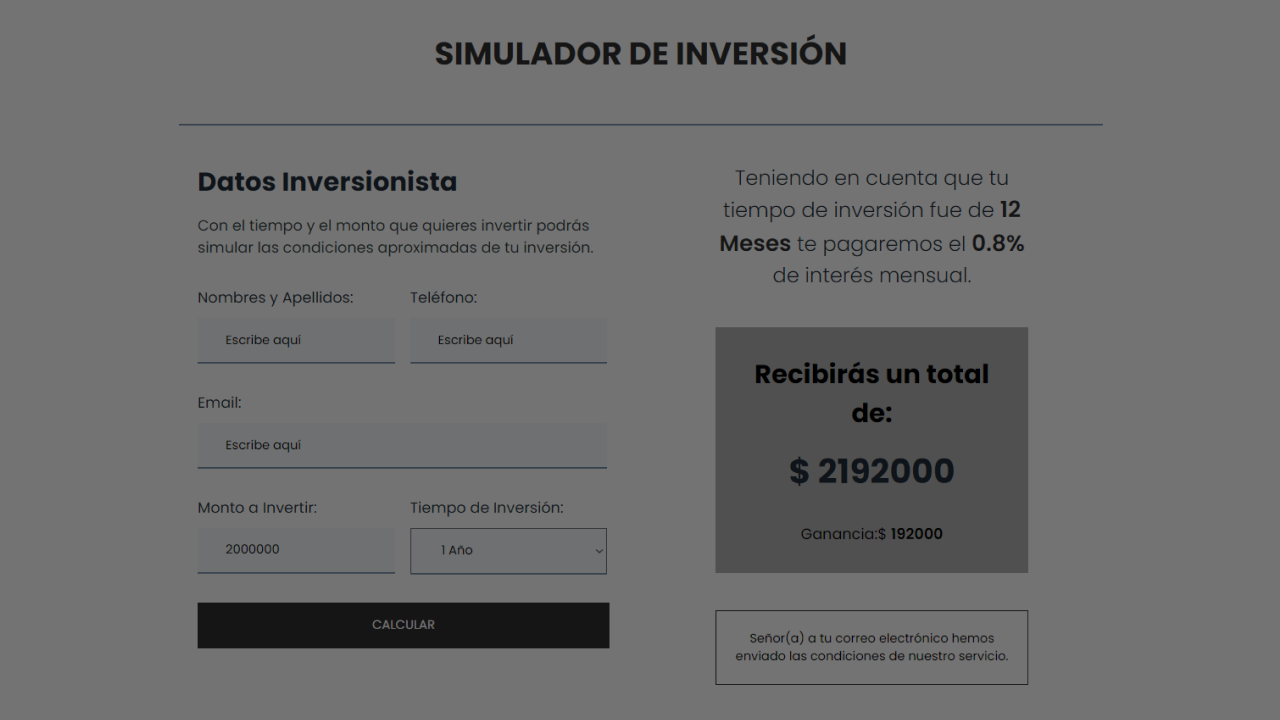 SIMULADOR DE INVERSIÓN
Datos Inversionista
Con el tiempo y el monto que quieres invertir podrás
simular las condiciones aproximadas de tu inversión.
Nombres y Apellidos:
Teléfono:
Escribe aquí
Escribe aquí
Email:
Escribe aquí
Monto a Invertir:
Tiempo de Inversión:
2000000
1 Año
CALCULAR
Teniendo en cuenta que tu
tiempo de inversión fue de 12
Meses te pagaremos el 0.8%
de interés mensual.
Recibirás un total
de:
$ 2192000
Ganancia:$ 192000
Señor(a) a tu correo electrónico hemos
enviado las condiciones de nuestro servicio.